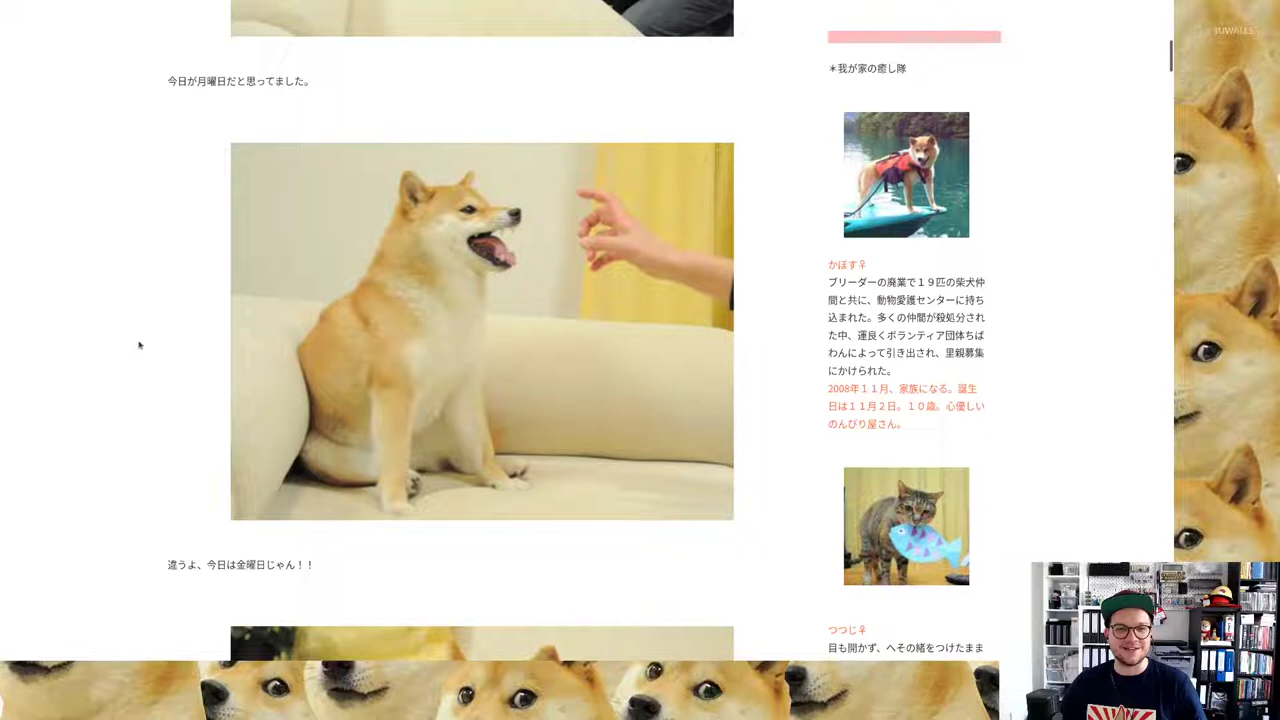 今日が月曜日だと思ってました。
違うよ、今日は金曜日じゃん！！
＊我が家の癒し隊
かぼす♀
ブリーダーの廃業で１９匹の柴犬仲
間と共に、動物愛護センターに持ち
込まれた。多くの仲間が殺処分され
た中、運良くボランティア団体ちば
わんによって引き出され、里親募集
にかけられた。
2008年１１月、家族になる。誕生
日は１１月２日。１０歳。心優しい
のんびり屋さん。
つつじ♀
目も開かず、へその緒をつけたまま